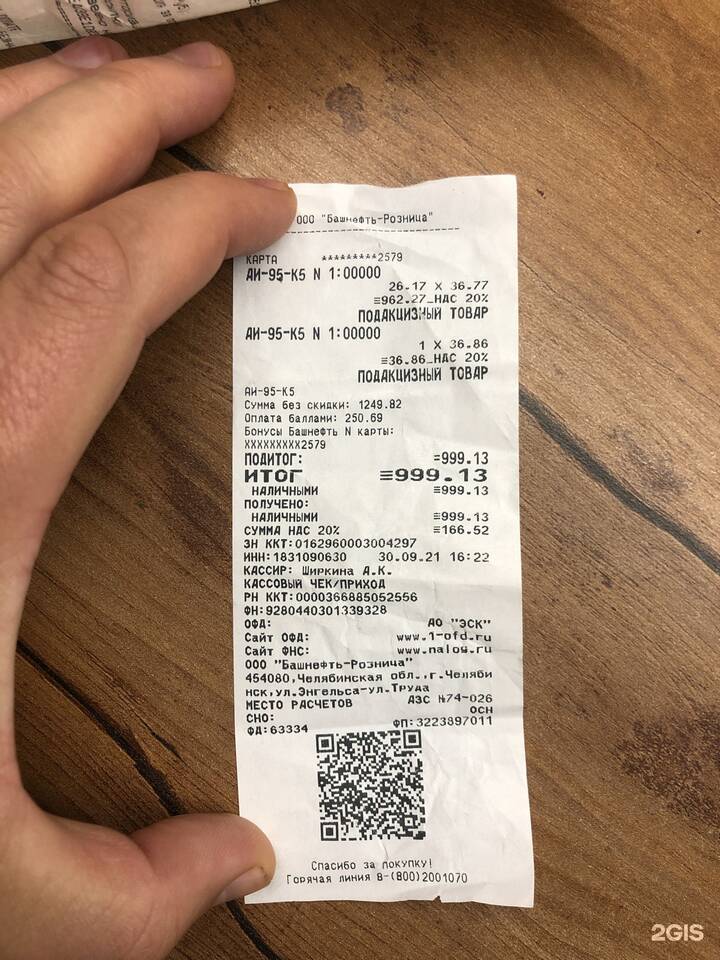 ООО "Башнефть-Розница"
КАРТА *********2579
АИ-95-К5 N 1:00000
26.17 X 36.77
≡962.27_НДС 20%
ПОДАКЦИЗНЫЙ ТОВАР
АИ-95-К5 N 1:00000
1 X 36.86
≡36.86_НДС 20%
ПОДАКЦИЗНЫЙ ТОВАР
АИ-95-К5
Сумма без скидки: 1249.82
Оплата баллами: 250.69
Бонусы Башнефть N карты:
XXXXXXXXX2579
ПОДИТОГ: =999.13
ИТОГ ≡999.13
НАЛИЧНЫМИ ≡999.13
ПОЛУЧЕНО:
НАЛИЧНЫМИ ≡999.13
СУММА НДС 20% ≡166.52
ЗН ККТ:0162960003004297
ИНН:1831090630 30.09.21 16:22
КАССИР: Ширкина А.К.
КАССОВЫЙ ЧЕК/ПРИХОД
РН ККТ:0000366885052556
ФН:9280440301339328
ОФД: АО "ЭСК"
Сайт ОФД: www.1-ofd.ru
Сайт ФНС: www.nalog.ru
ООО "Башнефть-Розница"
454080,Челябинская обл.,г.Челяби
нск,ул.Энгельса-ул.Труда
МЕСТО РАСЧЕТОВ АЗС №74-026
СНО: ОСН
ФД:63334 ФП:3223897011
Спасибо за покупку!
Горячая линия 8-(800)2001070
2GIS